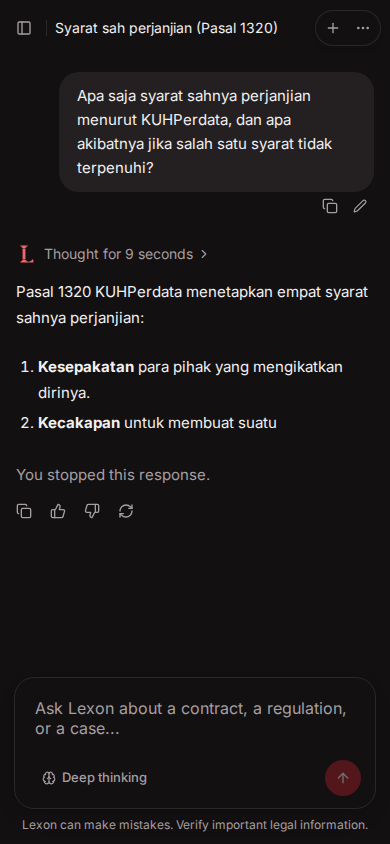 Syarat sah perjanjian (Pasal 1320)
Apa saja syarat sahnya perjanjian
menurut KUHPerdata, dan apa
akibatnya jika salah satu syarat tidak
terpenuhi?
L Thought for 9 seconds
Pasal 1320 KUHPerdata menetapkan empat syarat
sahnya perjanjian:
1. Kesepakatan para pihak yang mengikatkan
dirinya.
2. Kecakapan untuk membuat suatu
You stopped this response.
Ask Lexon about a contract, a regulation,
or a case...
Deep thinking
Lexon can make mistakes. Verify important legal information.